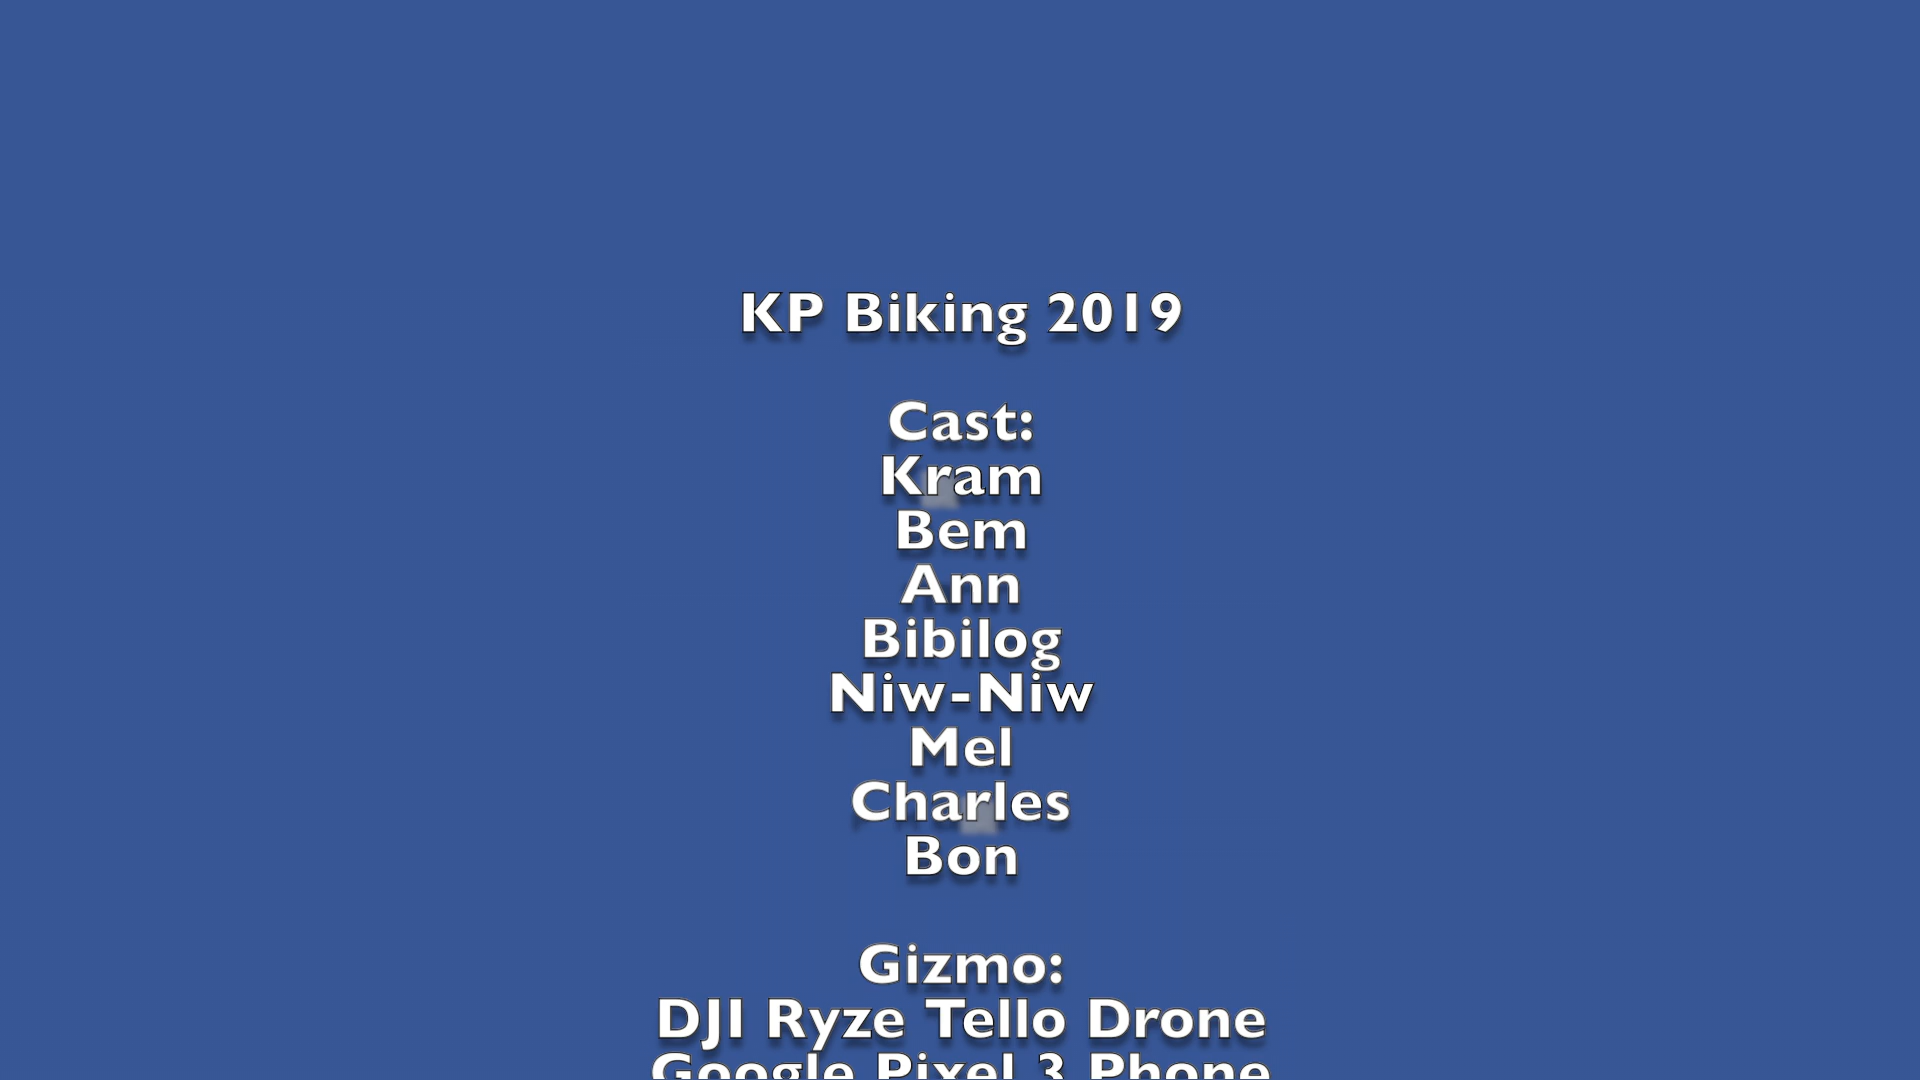 KP Biking 2019
Cast:
Kram
Bem
Ann
Bibilog
Niw-Niw
Mel
Charles
Bon
Gizmo:
DJI Ryze Tello Drone
Google Pixel 3 Phone